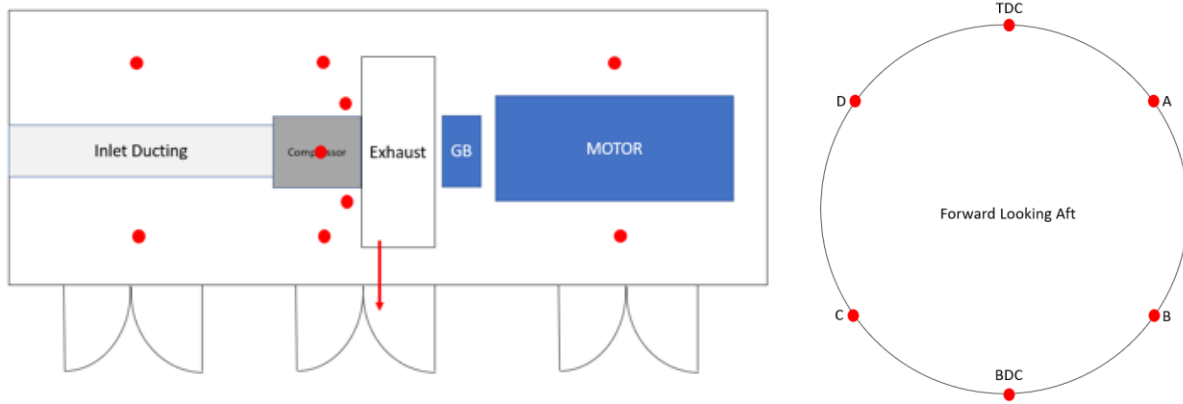 Inlet Ducting
Compressor
Exhaust
GB
MOTOR
TDC
D
A
Forward Looking Aft
C
B
BDC